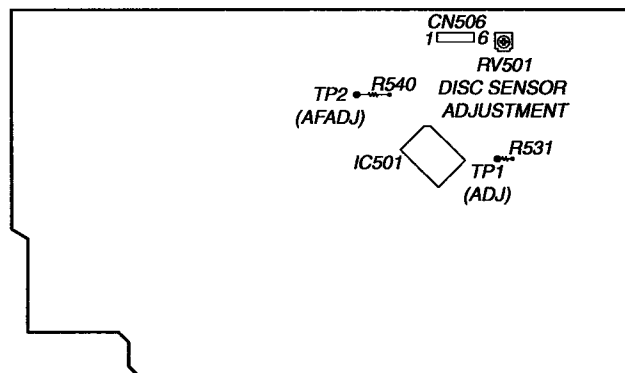 CN506
1 6
RV501
DISC SENSOR
ADJUSTMENT
TP2 R540
(AFADJ)
IC501
R531
TP1
(ADJ)